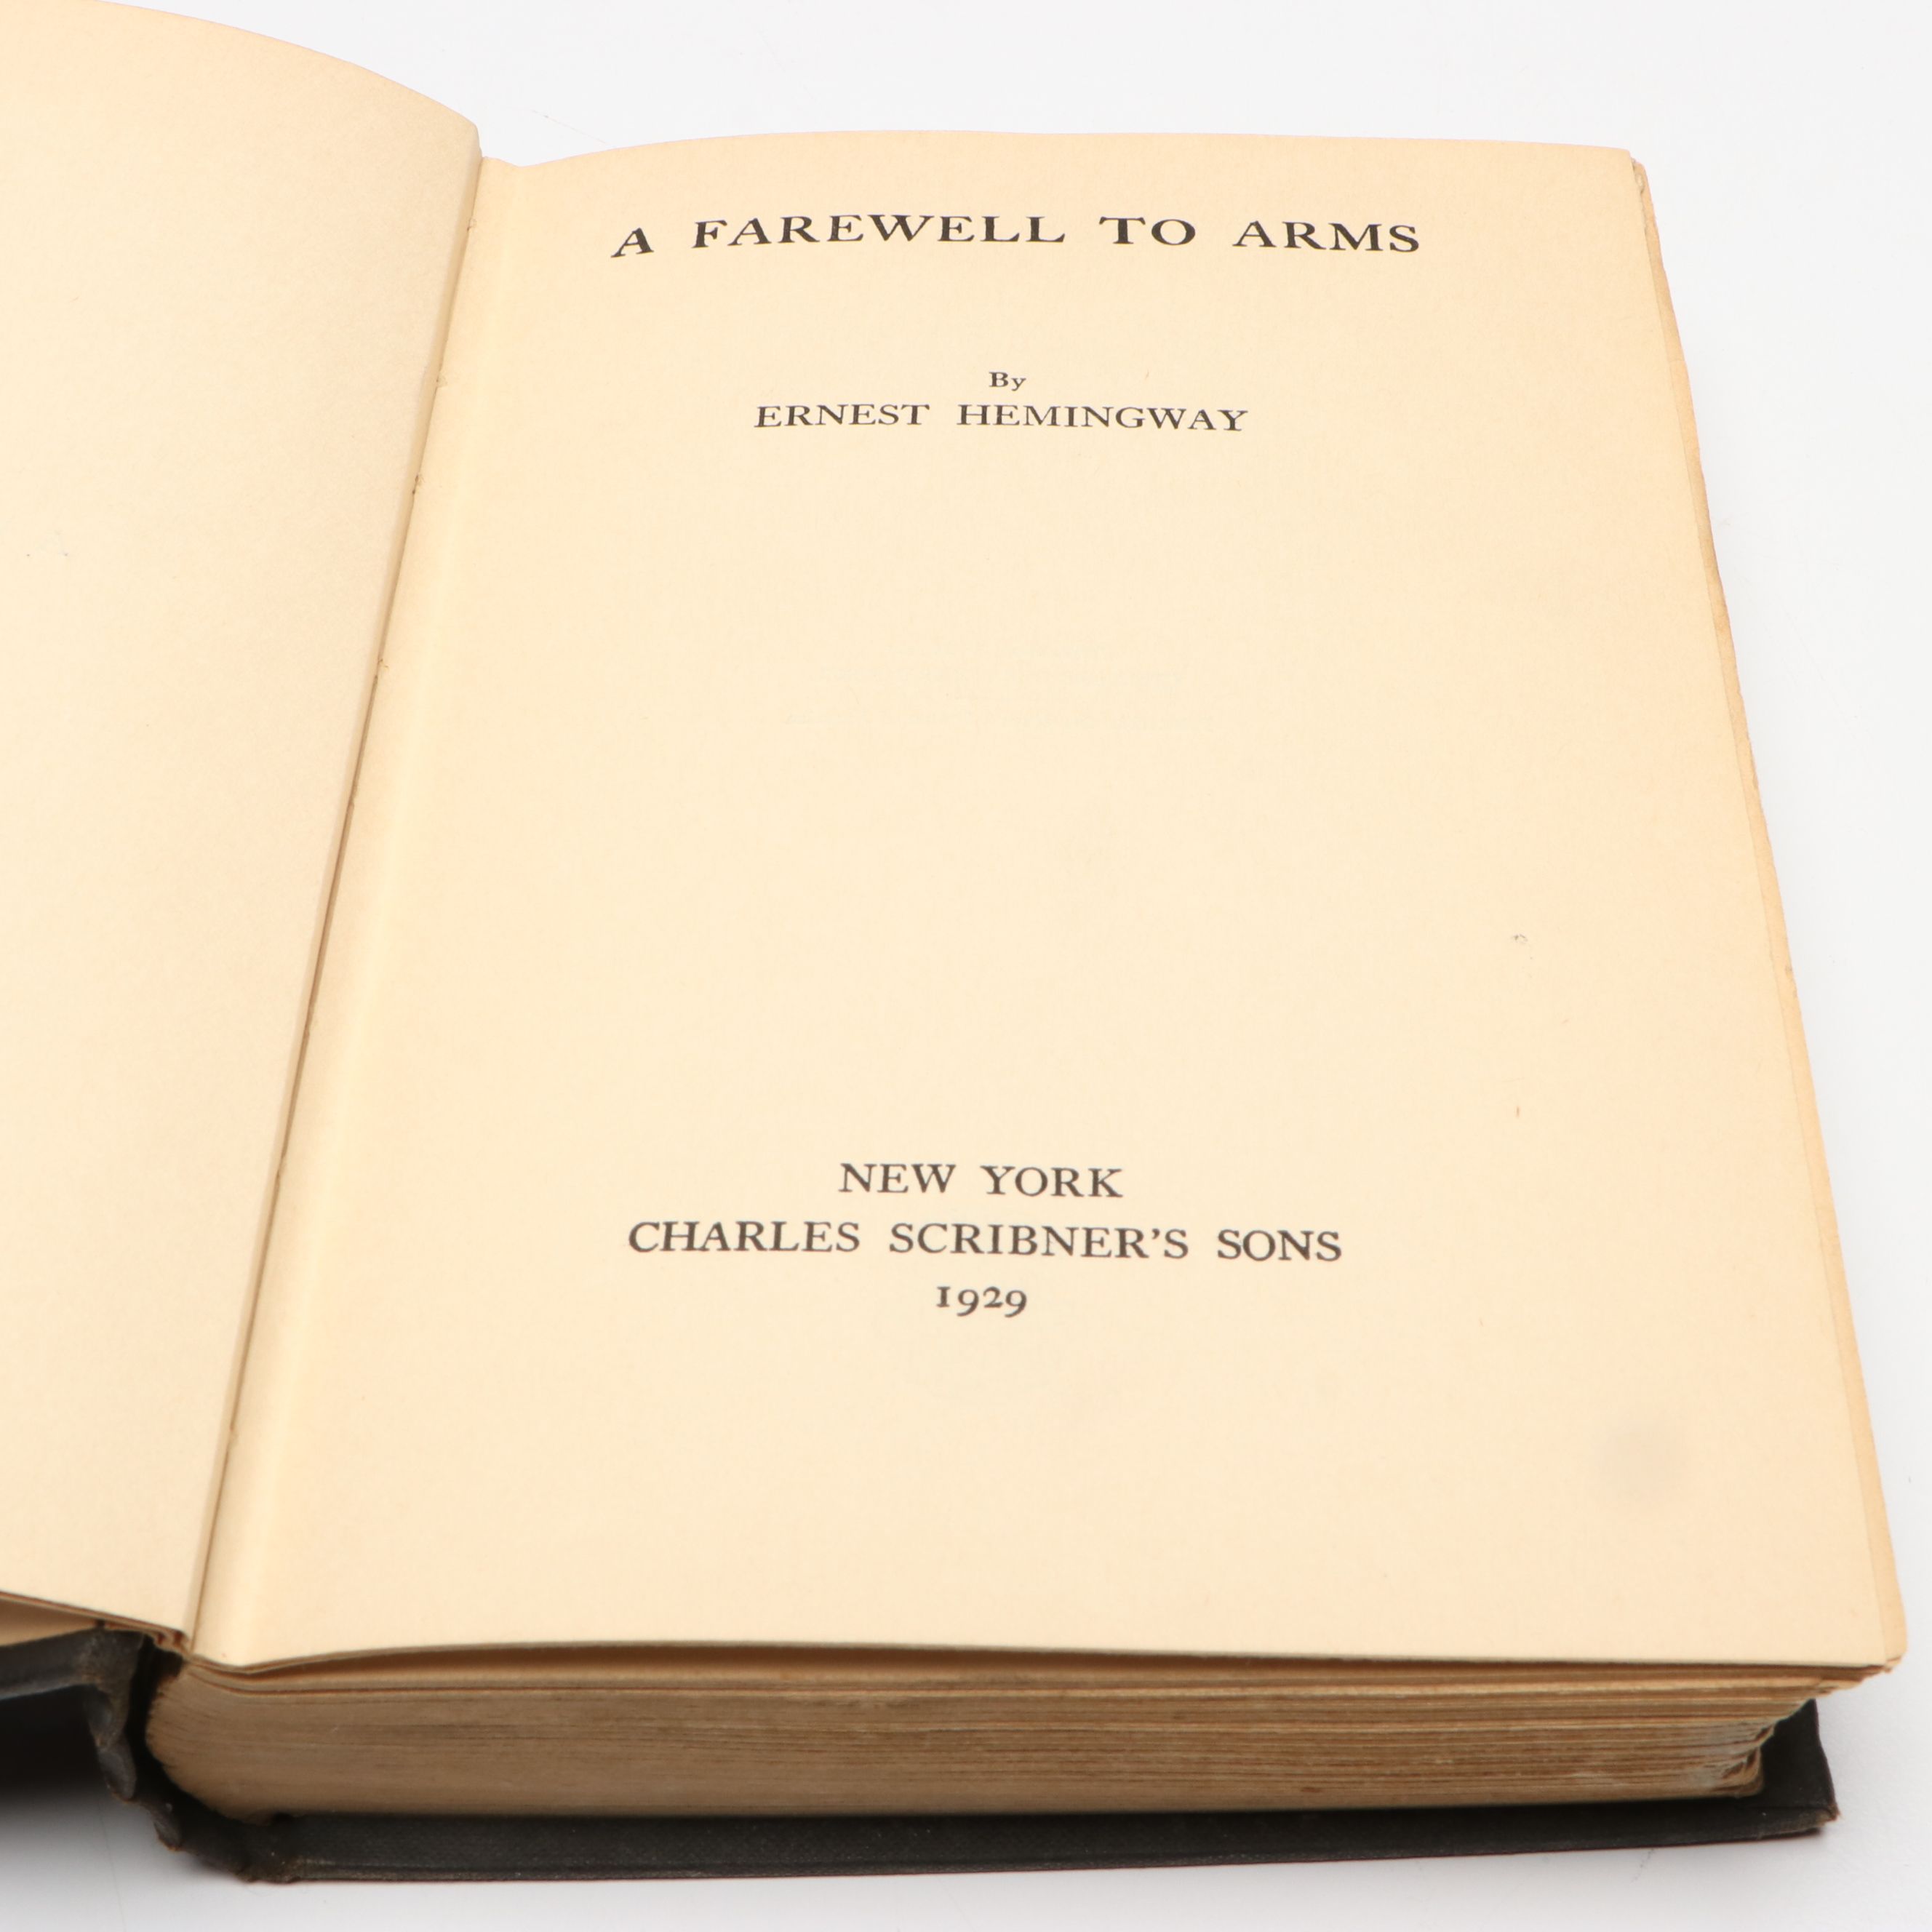 A FAREWELL TO ARMS
By
ERNEST HEMINGWAY
NEW YORK
CHARLES SCRIBNER'S SONS
1929